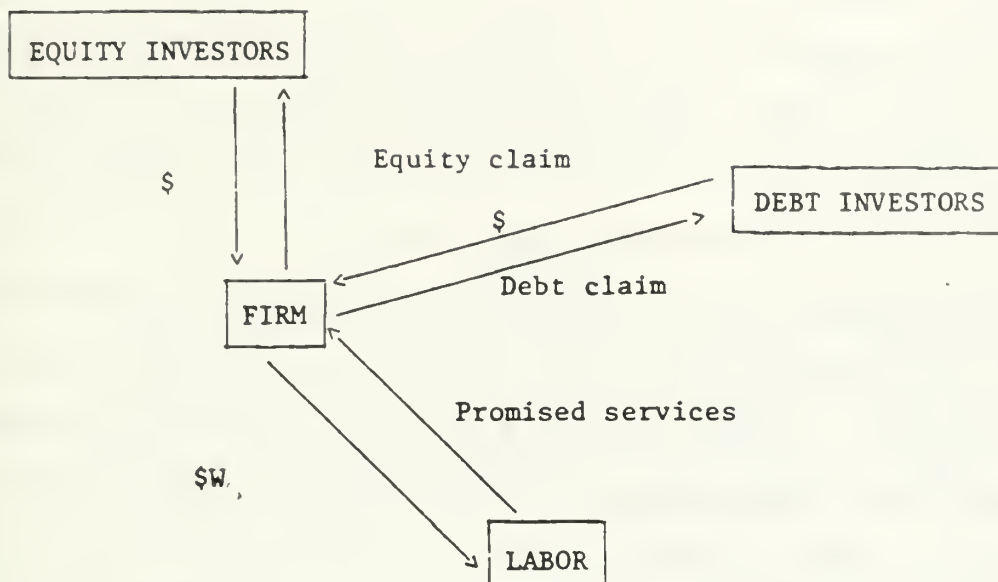 EQUITY INVESTORS
$
Equity claim
DEBT INVESTORS
$
Debt claim
FIRM
Promised services
$W
LABOR